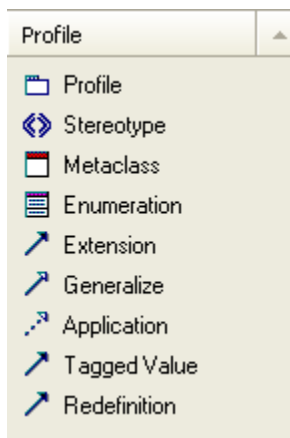 Profile
Profile
Stereotype
Metaclass
Enumeration
Extension
Generalize
Application
Tagged Value
Redefinition